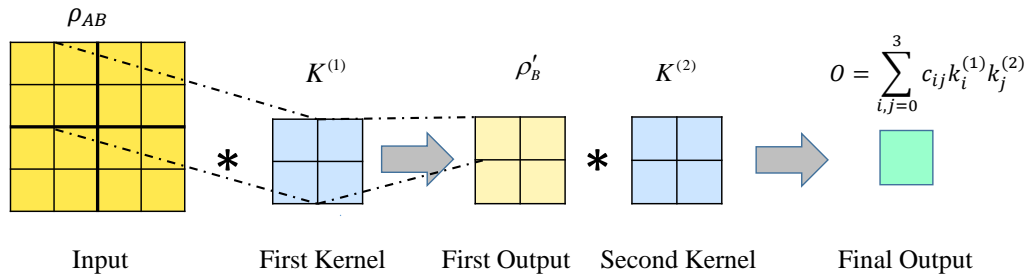 ρ_AB
K^(1)
ρ′_B
K^(2)
O = ∑_{i,j=0}^{3} c_ij k_i^(1) k_j^(2)
* *
Input First Kernel First Output Second Kernel Final Output